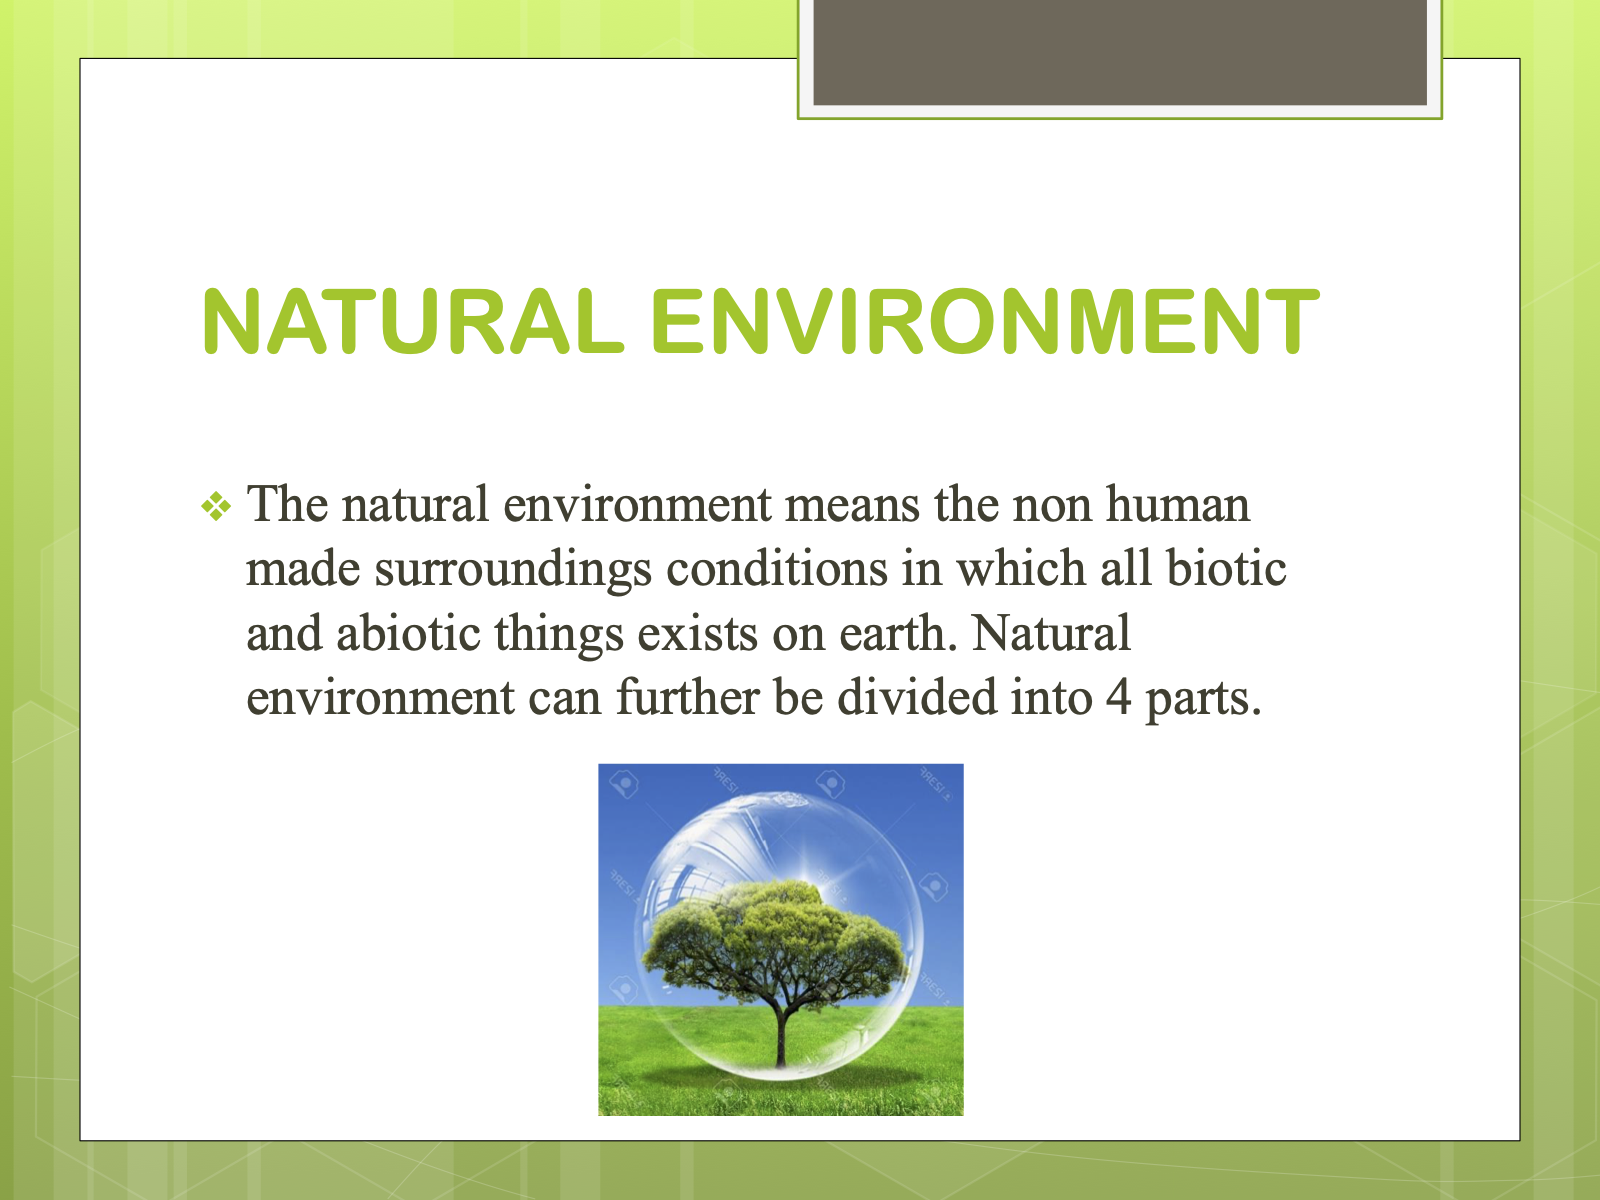 NATURAL ENVIRONMENT
The natural environment means the non human
made surroundings conditions in which all biotic
and abiotic things exists on earth. Natural
environment can further be divided into 4 parts.